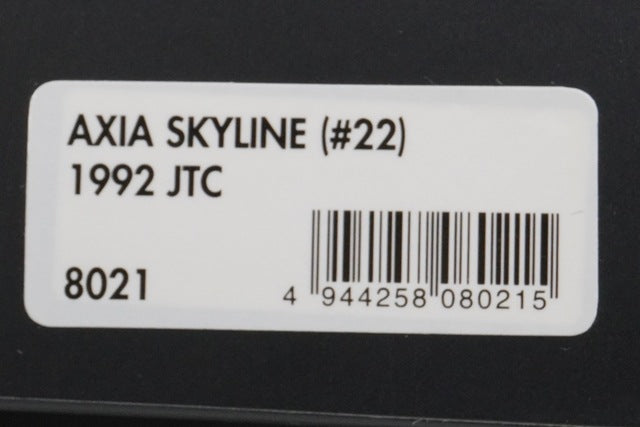 AXIA SKYLINE (#22)
1992 JTC
8021
4 944258 080215